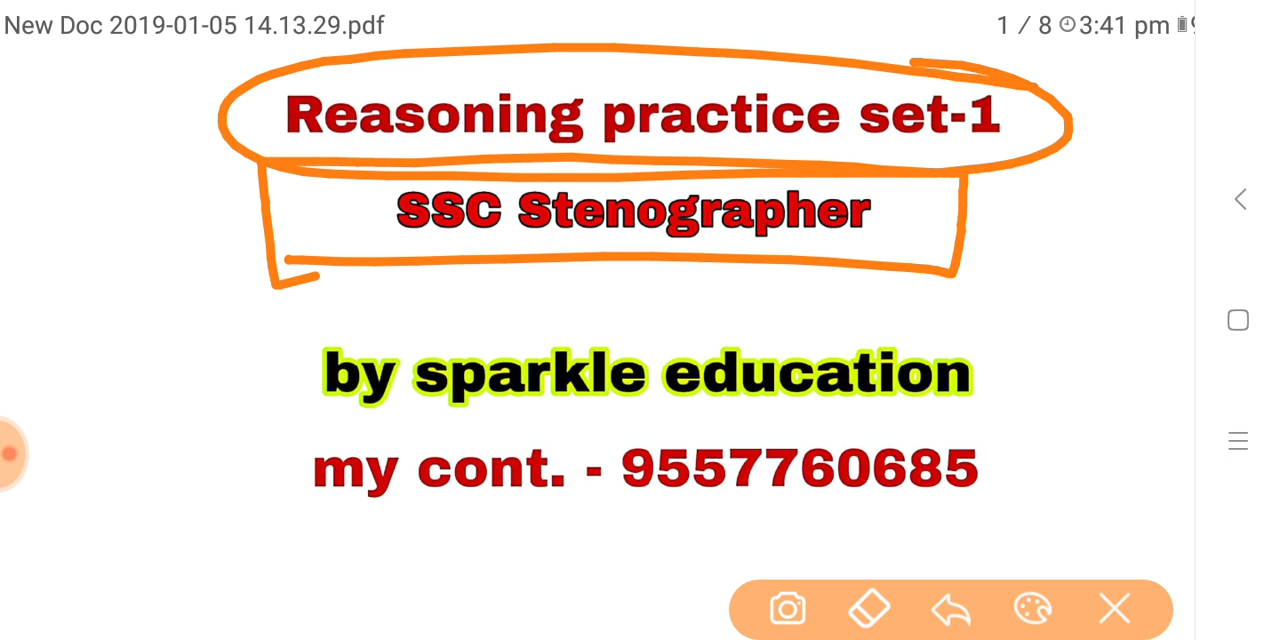 New Doc 2019-01-05 14.13.29.pdf
1 / 8 3:41 pm
Reasoning practice set-1
SSC Stenographer
by sparkle education
my cont. - 9557760685